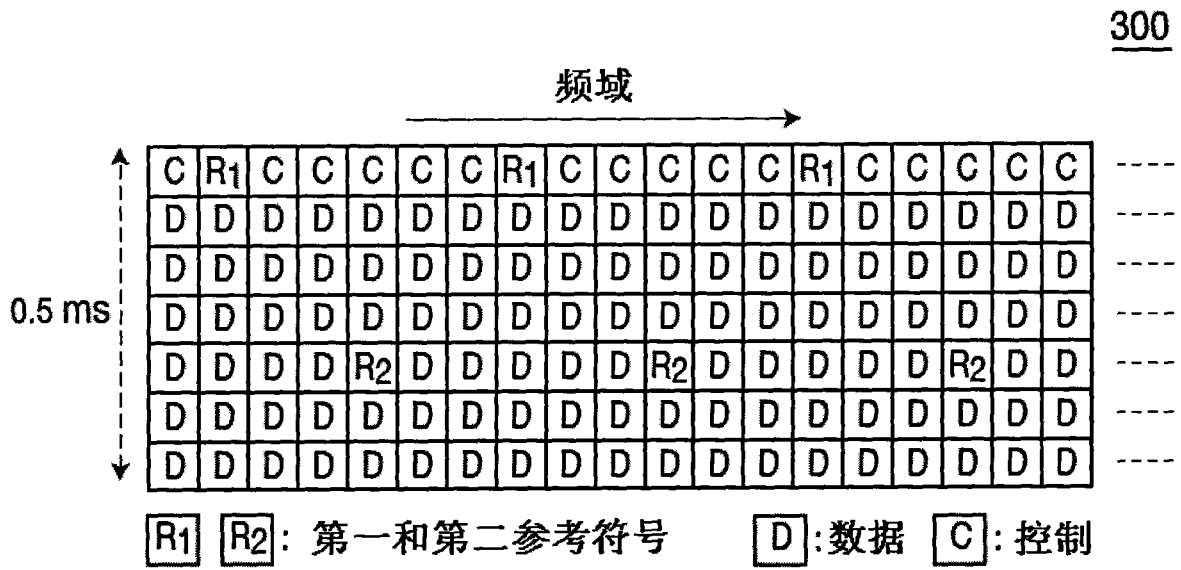 300
频域
C R1 C C C C C R1 C C C C C R1 C C C C C
D D D D D D D D D D D D D D D D D D D
D D D D D D D D D D D D D D D D D D D
0.5 ms
D D D D D D D D D D D D D D D D D D D
D D D D R2 D D D D D R2 D D D D D R2 D D
D D D D D D D D D D D D D D D D D D D
D D D D D D D D D D D D D D D D D D D
R1 R2: 第一和第二参考符号 D:数据 C:控制